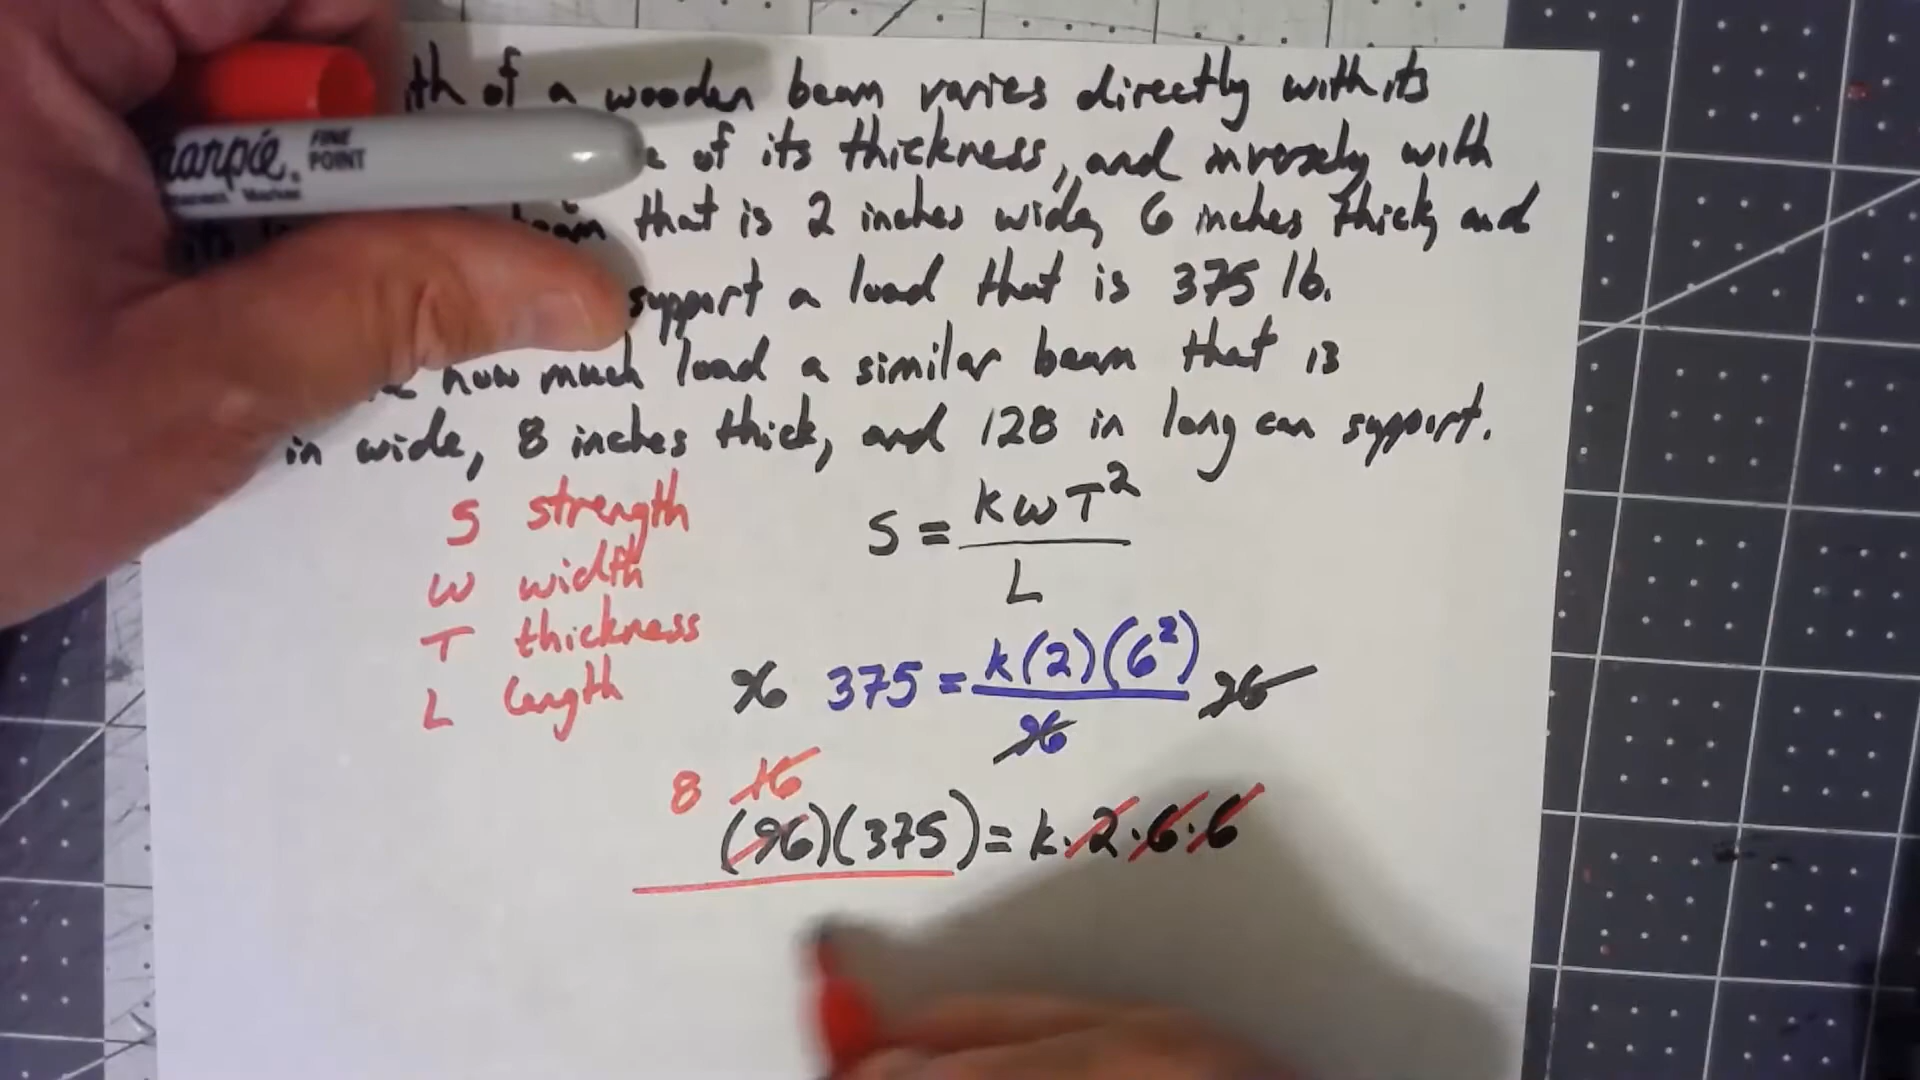 of a wooden beam varies directly with its
of its thickness, and inversely with
that is 2 inches wide, 6 inches thick, and
support a load that is 375 lb.
how much load a similar beam that is
in wide, 8 inches thick, and 128 in long can support.
S strength
W width
T thickness
L length
S = kWT²
L
96 375 = k(2)(6²) 96
96
8 16
(96)(375) = k·2·6·6
FINE
POINT